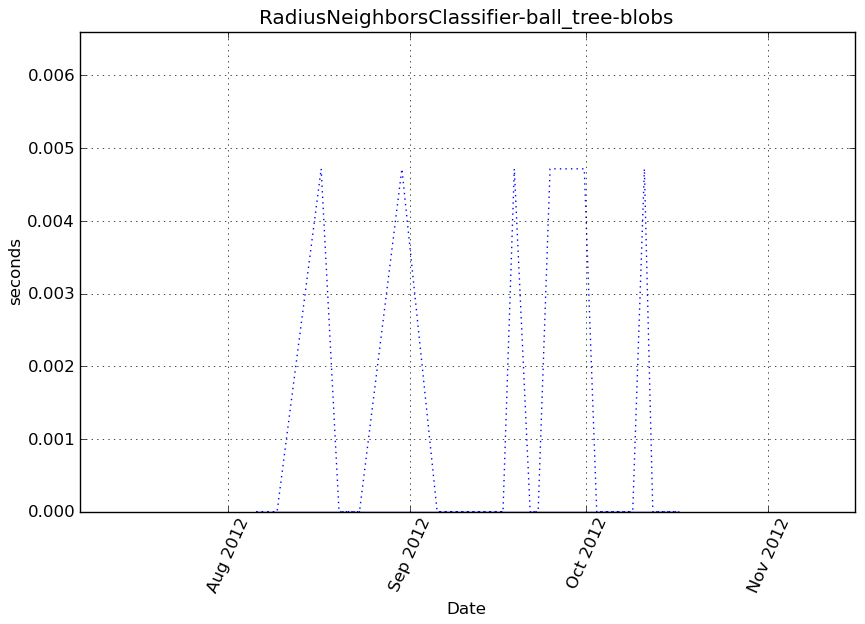 RadiusNeighborsClassifier-ball_tree-blobs
0.006
0.005
0.004
0.003
0.002
0.001
0.000
seconds
Aug 2012
Sep 2012
Oct 2012
Nov 2012
Date